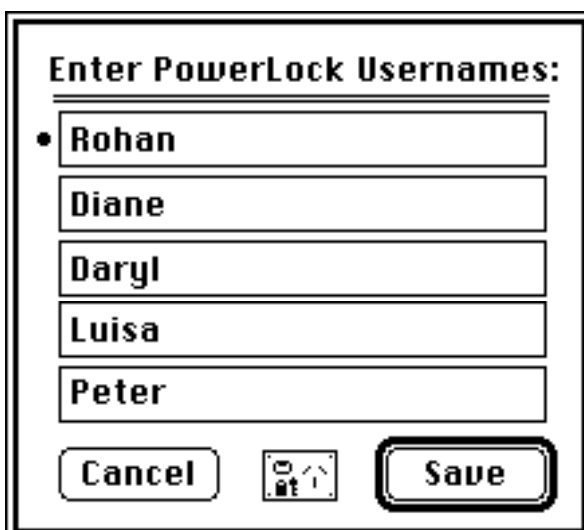 Enter PowerLock Usernames:
Rohan
Diane
Daryl
Luisa
Peter
Cancel
Save